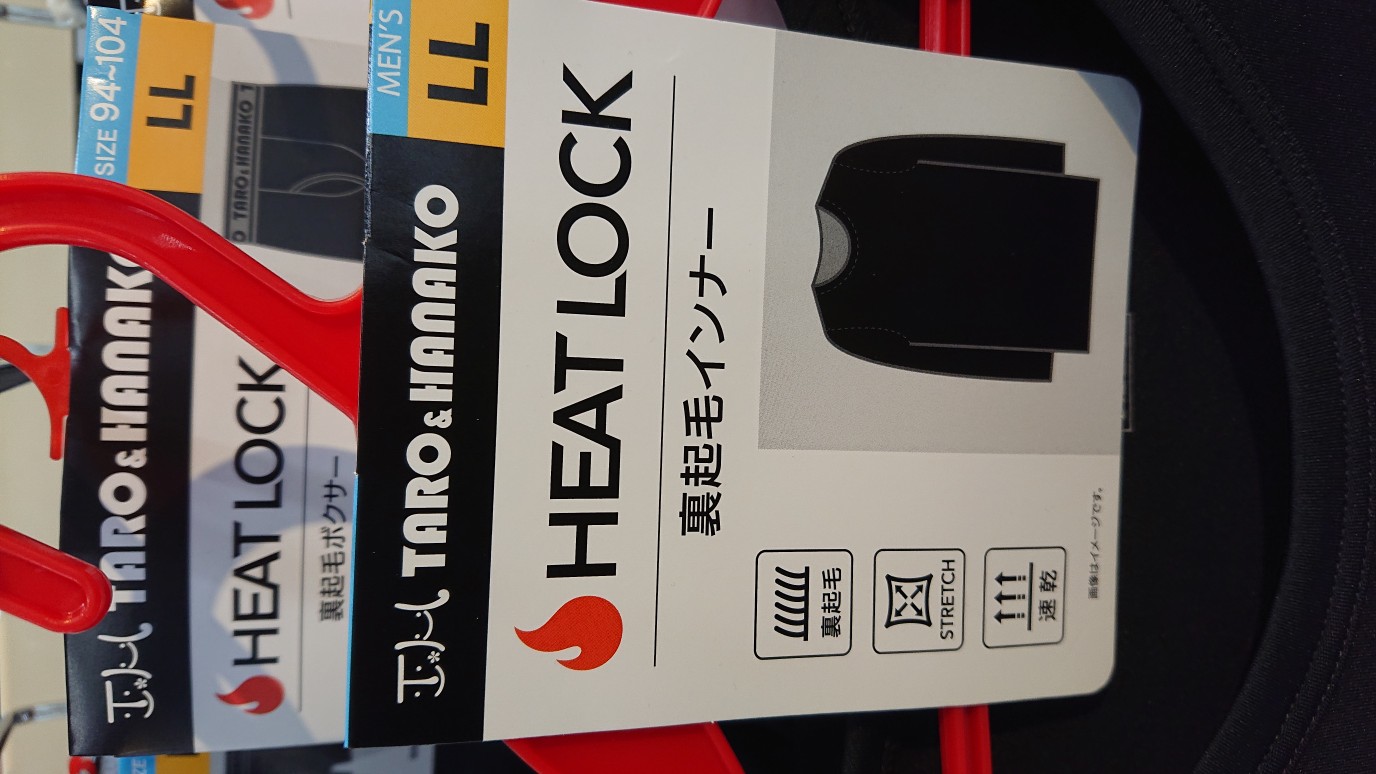 MEN'S
LL
TARO&HANAKO
HEAT LOCK
裏起毛インナー
裏起毛
STRETCH
速乾
画像はイメージです。
SIZE 94~104
LL
TARO&HANAKO
TARO&HANAKO T
HEAT LOCK
裏起毛ボクサー